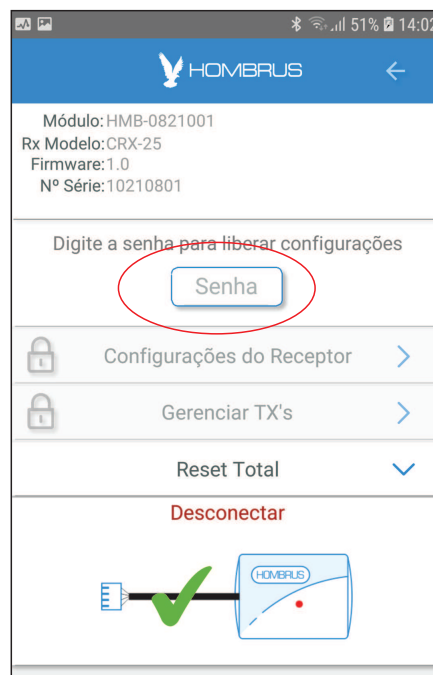 51% 14:02
HOMBRUS
Módulo: HMB-0821001
Rx Modelo: CRX-25
Firmware: 1.0
Nº Série: 10210801
Digite a senha para liberar configurações
Senha
Configurações do Receptor
Gerenciar TX's
Reset Total
Desconectar
HOMBRUS